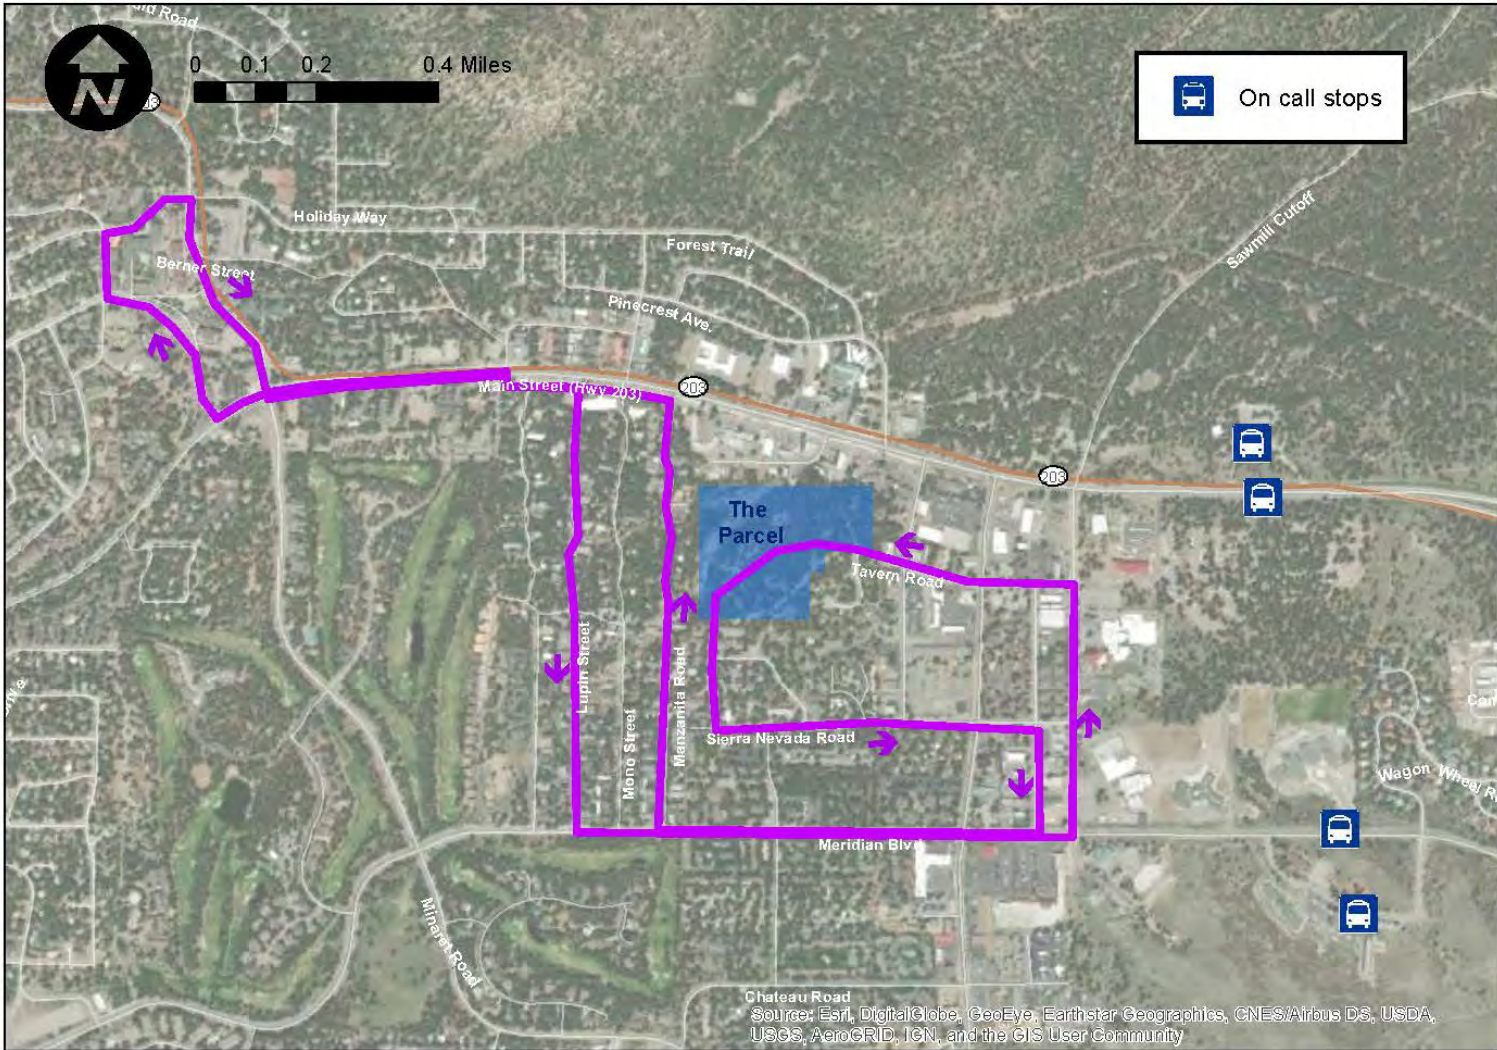 0 0.1 0.2 0.4 Miles
N
On call stops
Holiday Way
Forest Trail
Sawmill Cutoff
Berner Street
Pinecrest Ave.
Main Street (Hwy 203)
203
203
The
Parcel
Tavern Road
Lupin Street
Mono Street
Manzanita Road
Sierra Nevada Road
Wagon Wheel
Meridian Blvd
Minaret Road
Chateau Road
Source: Esri, DigitalGlobe, GeoEye, Earthstar Geographics, CNES/Airbus DS, USDA,
USGS, AeroGRID, IGN, and the GIS User Community